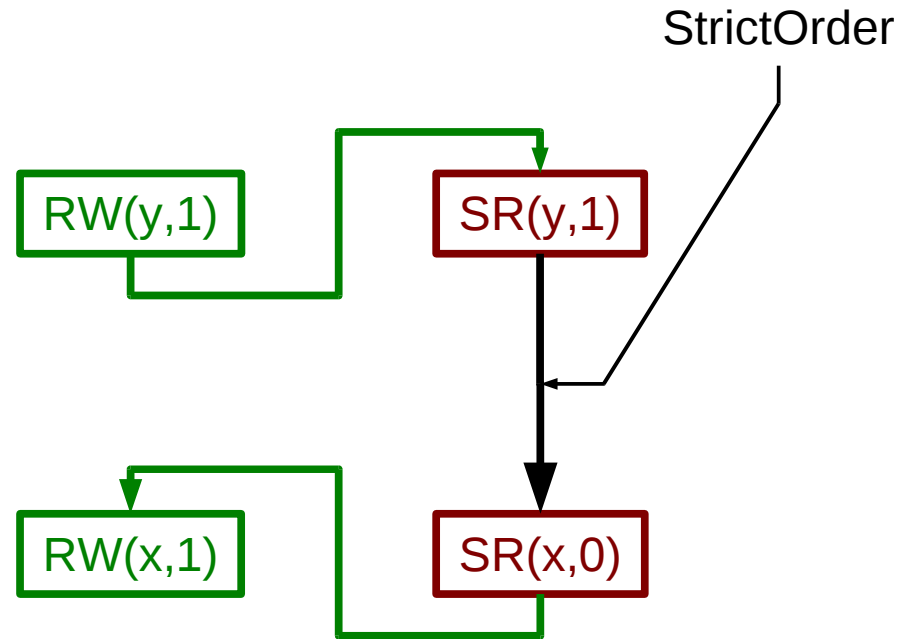 StrictOrder
RW(y,1)
SR(y,1)
RW(x,1)
SR(x,0)